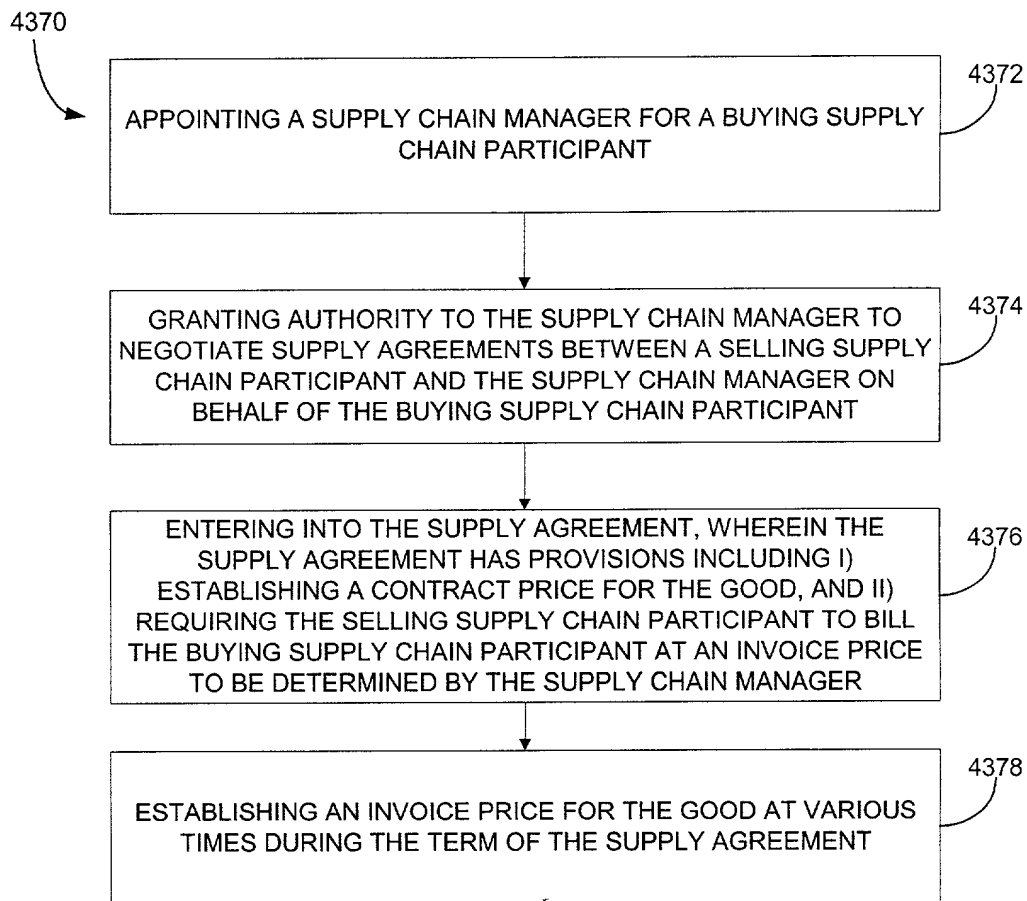 4370
4372
APPOINTING A SUPPLY CHAIN MANAGER FOR A BUYING SUPPLY
CHAIN PARTICIPANT
4374
GRANTING AUTHORITY TO THE SUPPLY CHAIN MANAGER TO
NEGOTIATE SUPPLY AGREEMENTS BETWEEN A SELLING SUPPLY
CHAIN PARTICIPANT AND THE SUPPLY CHAIN MANAGER ON
BEHALF OF THE BUYING SUPPLY CHAIN PARTICIPANT
4376
ENTERING INTO THE SUPPLY AGREEMENT, WHEREIN THE
SUPPLY AGREEMENT HAS PROVISIONS INCLUDING I)
ESTABLISHING A CONTRACT PRICE FOR THE GOOD, AND II)
REQUIRING THE SELLING SUPPLY CHAIN PARTICIPANT TO BILL
THE BUYING SUPPLY CHAIN PARTICIPANT AT AN INVOICE PRICE
TO BE DETERMINED BY THE SUPPLY CHAIN MANAGER
4378
ESTABLISHING AN INVOICE PRICE FOR THE GOOD AT VARIOUS
TIMES DURING THE TERM OF THE SUPPLY AGREEMENT